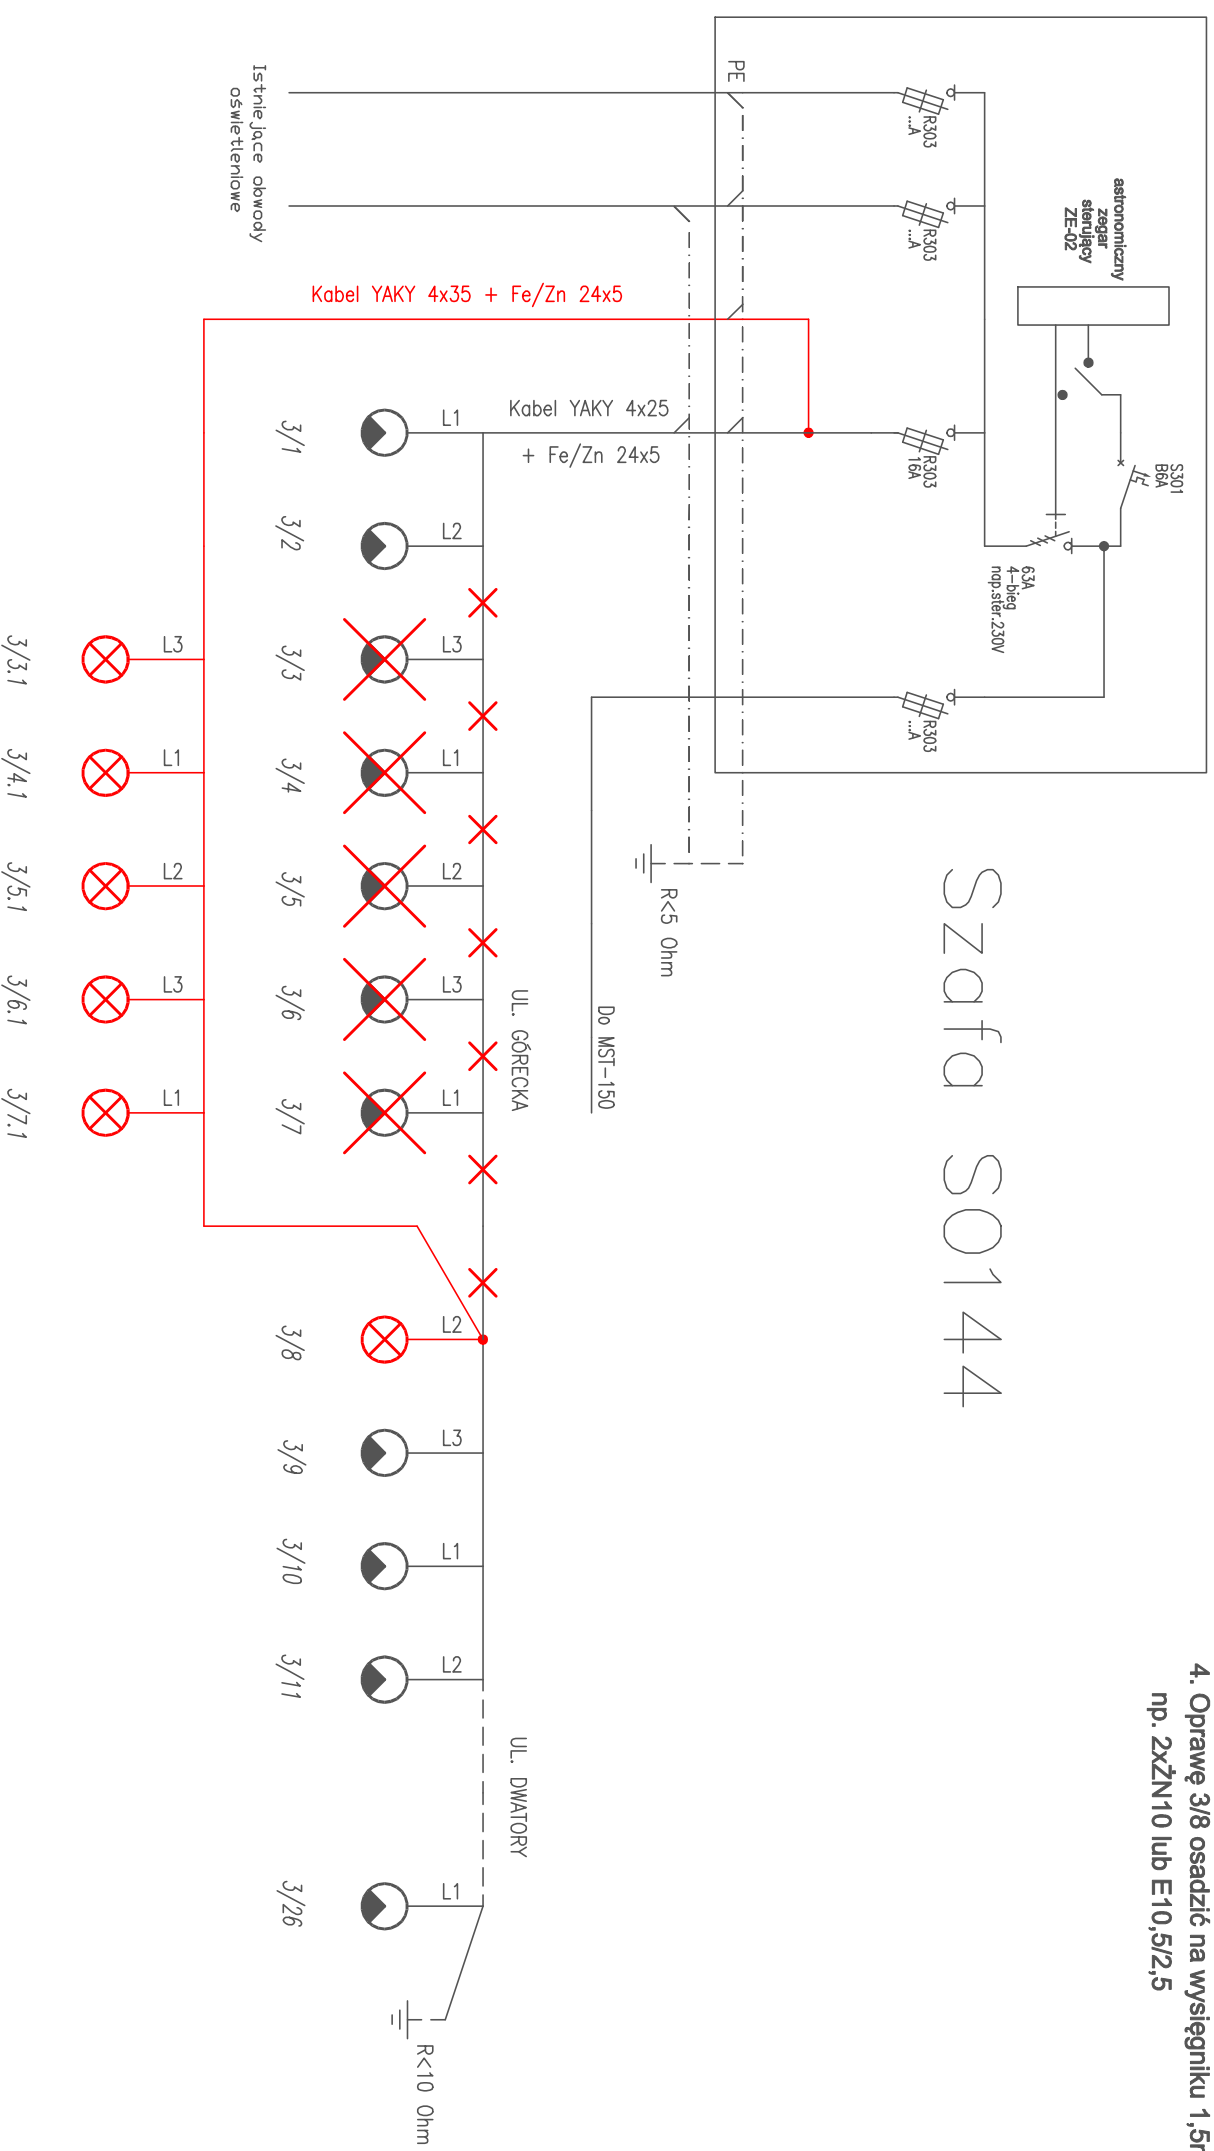 4. Oprawę 3/8 osadzić na wysięgniku 1,5
np. 2xŻN10 lub E10,5/2,5
astronomiczny
zegar
sterujący
ZE-02
S301
B6A
63A
4-bieg
nap.ster.230V
R303
...A
R303
...A
R303
16A
R303
...A
Szafa SO144
PE
R<5 Ohm
Do MST-150
Istniejące obwody
oświetleniowe
Kabel YAKY 4x35 + Fe/Zn 24x5
Kabel YAKY 4x25
+ Fe/Zn 24x5
UL. GÓRECKA
UL. DWATORY
L1
L2
L3
L1
L2
L3
L1
L2
L3
L1
L2
L1
R<10 Ohm
3/1
3/2
3/3
3/4
3/5
3/6
3/7
3/8
3/9
3/10
3/11
3/26
L3
L1
L2
L3
L1
3/3.1
3/4.1
3/5.1
3/6.1
3/7.1